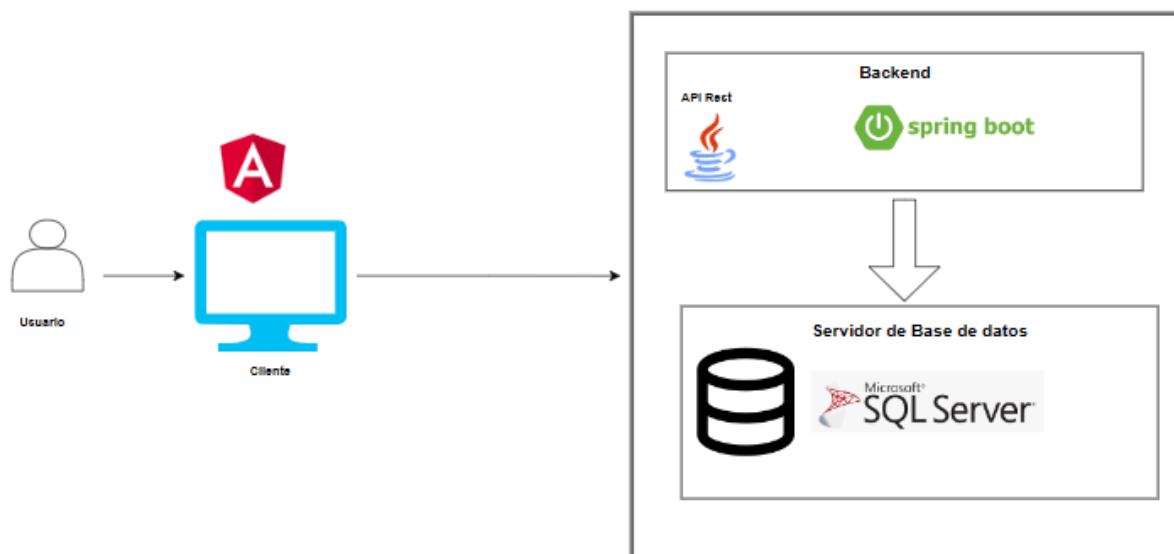 Backend
API Rest
spring boot
A
Usuario
Cliente
Servidor de Base de datos
Microsoft®
SQL Server